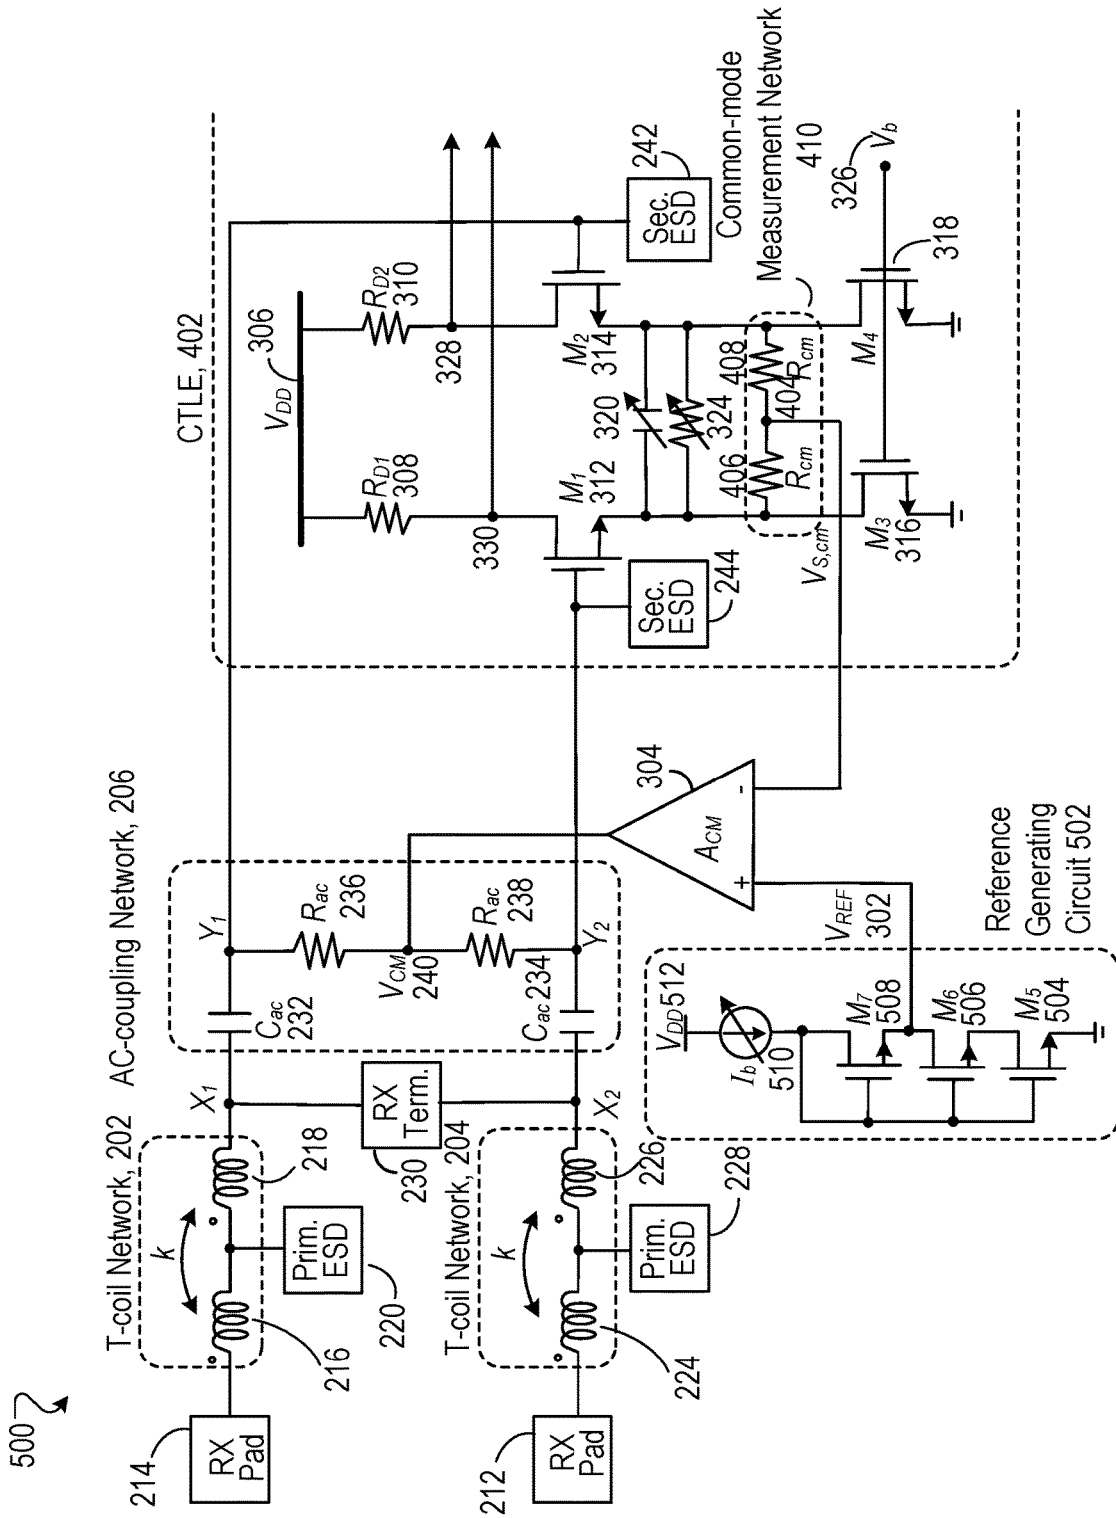 500
RX
Pad
214
T-coil Network, 202
k
216
218
Prim.
ESD
220
RX
Pad
212
T-coil Network, 204
k
224
226
Prim.
ESD
228
X1
X2
RX
Term.
230
AC-coupling Network, 206
Cac
232
Cac 234
Y1
Y2
Rac
236
Rac
238
VCM
240
ACM
304
+
-
VREF
302
Reference
Generating
Circuit 502
VDD 512
Ib
510
M7
508
M6
506
M5
504
CTLE, 402
VDD
306
RD1
308
RD2
310
328
330
M1
312
M2
314
Sec.
ESD
242
Sec.
ESD
244
320
324
Common-mode
Measurement Network
410
406
Rcm
404
408
Rcm
VS,cm
M3
316
M4
318
326
Vb